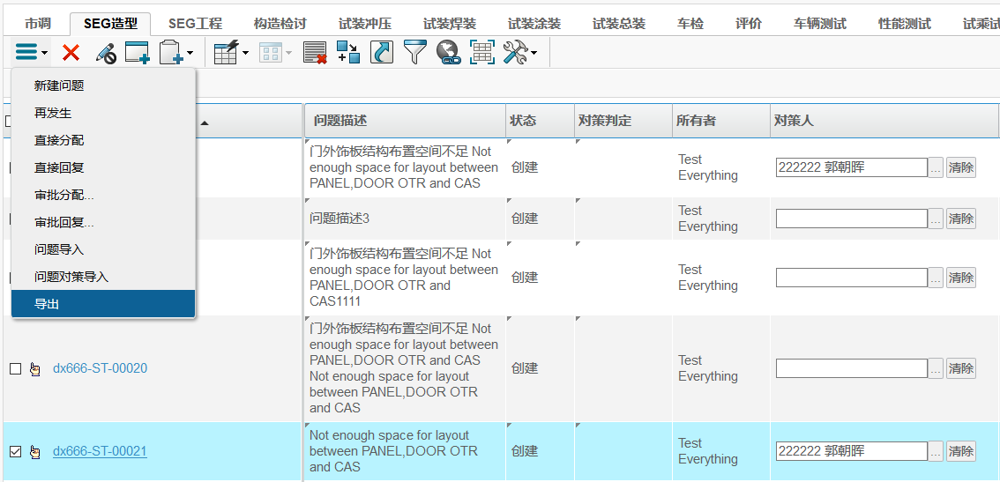 市调 SEG造型 SEG工程 构造检讨 试装冲压 试装焊装 试装涂装 试装总装 车检 评价 车辆测试 性能测试 试乘试
新建问题
再发生
直接分配
直接回复
审批分配...
审批回复...
问题导入
问题对策导入
导出
问题描述 状态 对策判定 所有者 对策人
门外饰板结构布置空间不足 Not
enough space for layout between
PANEL,DOOR OTR and CAS
创建
Test
Everything
222222 郭朝晖 ... 清除
问题描述3
创建
Test
Everything
... 清除
门外饰板结构布置空间不足 Not
enough space for layout between
PANEL,DOOR OTR and
CAS1111
创建
Test
Everything
... 清除
dx666-ST-00020
门外饰板结构布置空间不足 Not
enough space for layout between
PANEL,DOOR OTR and CAS
Not enough space for layout
between PANEL,DOOR OTR
and CAS
创建
Test
Everything
... 清除
dx666-ST-00021
Not enough space for layout
between PANEL,DOOR OTR
and CAS
创建
Test
Everything
222222 郭朝晖 ... 清除